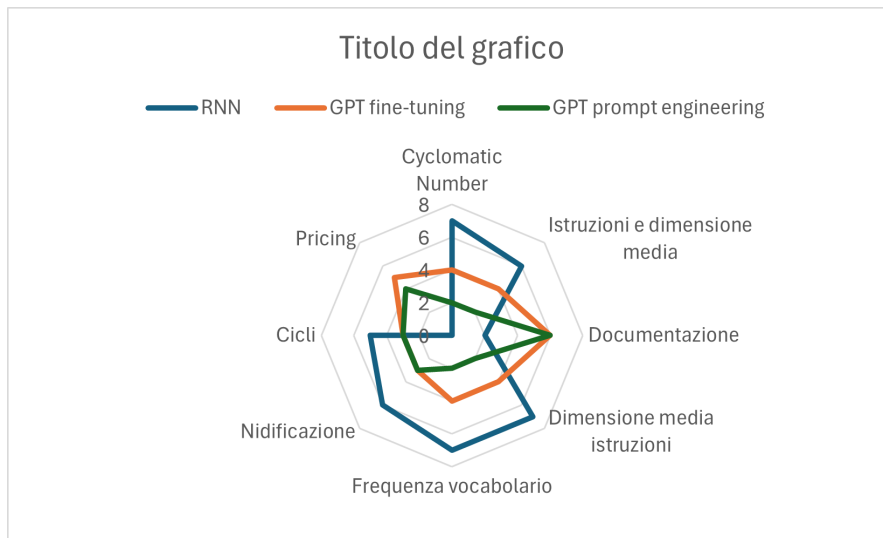 Titolo del grafico
RNN
GPT fine-tuning
GPT prompt engineering
Cyclomatic
Number
8
6
4
2
0
Istruzioni e dimensione
media
Documentazione
Dimensione media
istruzioni
Frequenza vocabolario
Nidificazione
Cicli
Pricing